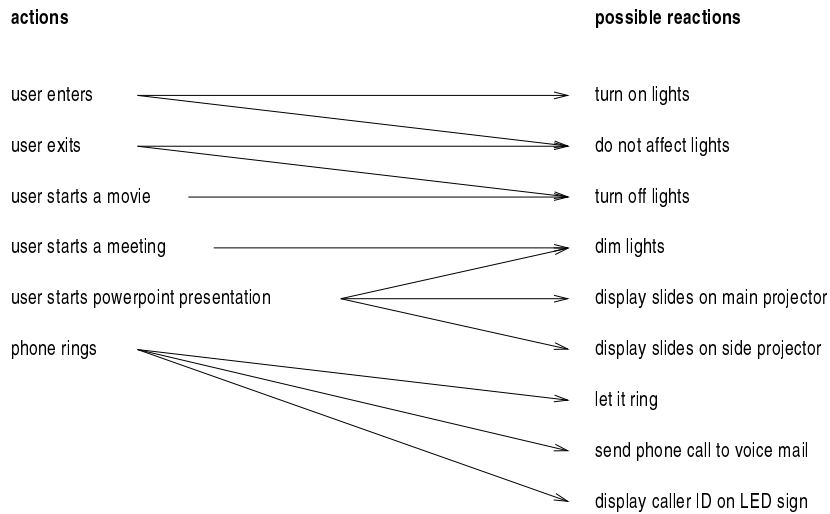 actions
possible reactions
user enters
turn on lights
user exits
do not affect lights
user starts a movie
turn off lights
user starts a meeting
dim lights
user starts powerpoint presentation
display slides on main projector
phone rings
display slides on side projector
let it ring
send phone call to voice mail
display caller ID on LED sign